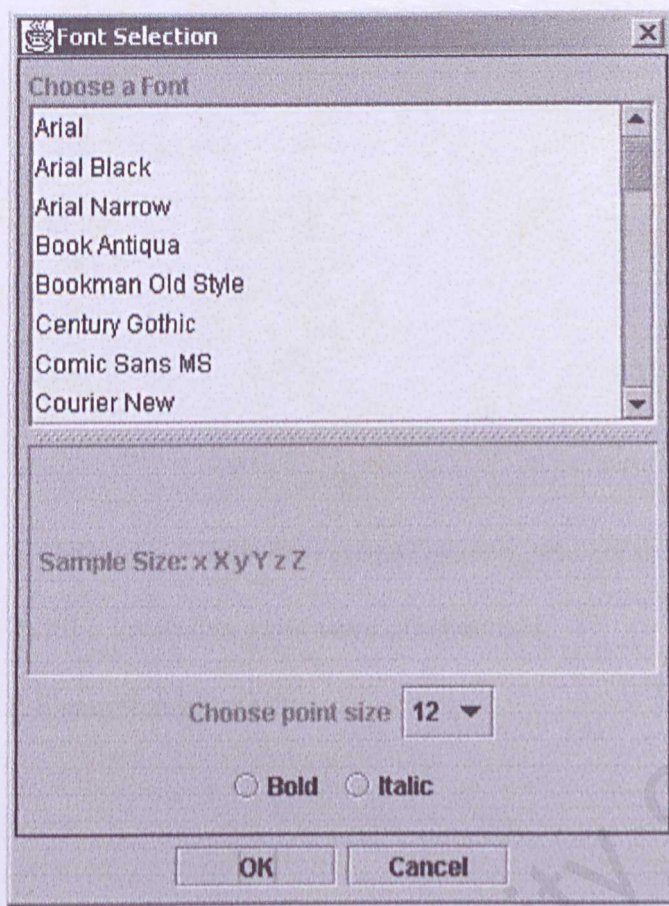 Font Selection
Choose a Font
Arial
Arial Black
Arial Narrow
Book Antiqua
Bookman Old Style
Century Gothic
Comic Sans MS
Courier New
Sample Size: x X y Y z Z
Choose point size 12
Bold Italic
OK Cancel